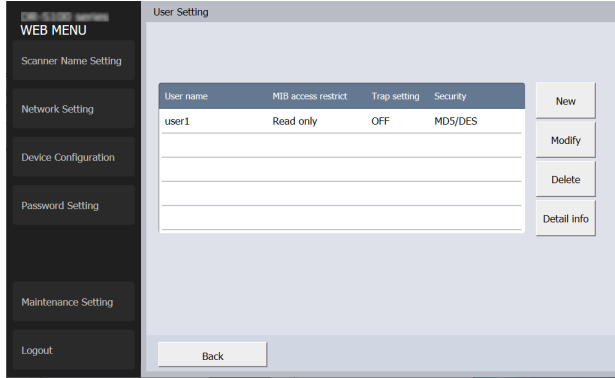 WEB MENU
Scanner Name Setting
Network Setting
Device Configuration
Password Setting
Maintenance Setting
Logout
User Setting
User name MIB access restrict Trap setting Security
user1 Read only OFF MD5/DES
New
Modify
Delete
Detail info
Back